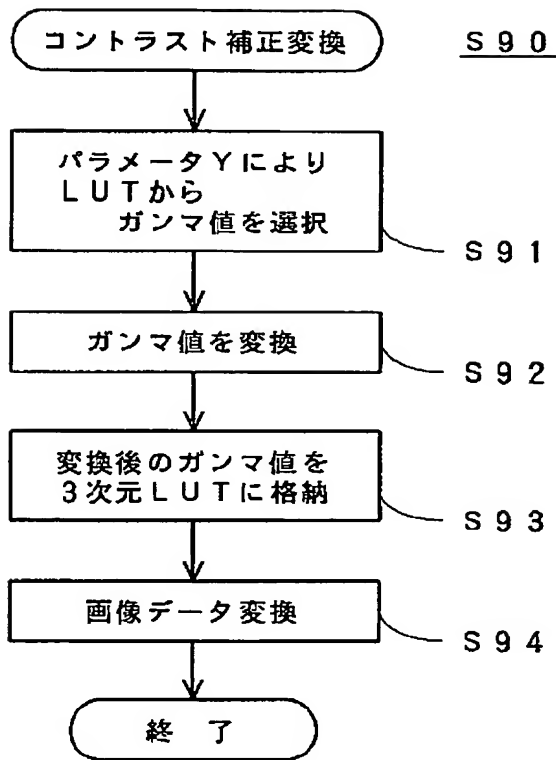 コントラスト補正変換
S90
パラメータYにより
LUTから
ガンマ値を選択
S91
ガンマ値を変換
S92
変換後のガンマ値を
3次元LUTに格納
S93
画像データ変換
S94
終 了